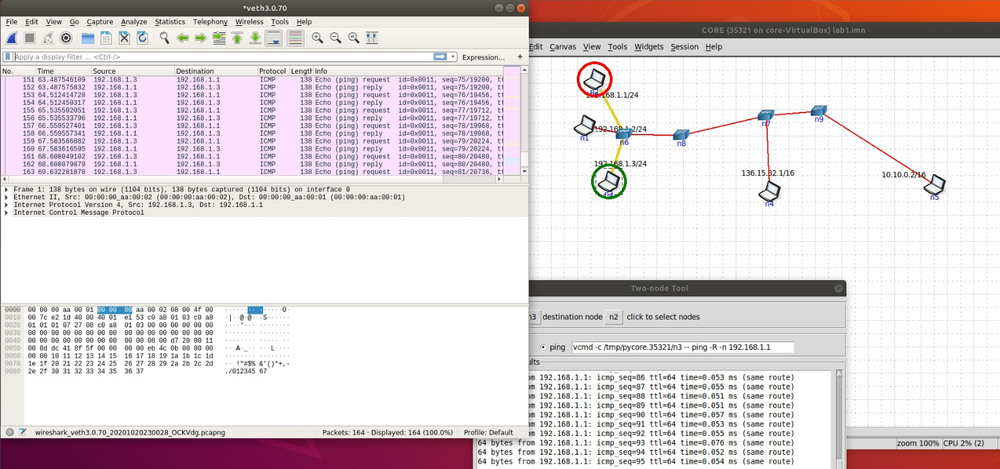 *veth3.0.70
File Edit View Go Capture Analyze Statistics Telephony Wireless Tools Help
Apply a display filter ... <Ctrl-/>
Expression... +
No. Time Source Destination Protocol Length Info
151 63.487546109 192.168.1.3 192.168.1.1 ICMP 138 Echo (ping) request id=0x0011, seq=75/19200, tt
152 63.487575832 192.168.1.1 192.168.1.3 ICMP 138 Echo (ping) reply id=0x0011, seq=75/19200, tt
153 64.512414728 192.168.1.3 192.168.1.1 ICMP 138 Echo (ping) request id=0x0011, seq=76/19456, tt
154 64.512450317 192.168.1.1 192.168.1.3 ICMP 138 Echo (ping) reply id=0x0011, seq=76/19456, tt
155 65.535502051 192.168.1.3 192.168.1.1 ICMP 138 Echo (ping) request id=0x0011, seq=77/19712, tt
156 65.535533796 192.168.1.1 192.168.1.3 ICMP 138 Echo (ping) reply id=0x0011, seq=77/19712, tt
157 66.559527401 192.168.1.3 192.168.1.1 ICMP 138 Echo (ping) request id=0x0011, seq=78/19968, tt
158 66.559557341 192.168.1.1 192.168.1.3 ICMP 138 Echo (ping) reply id=0x0011, seq=78/19968, tt
159 67.583586882 192.168.1.3 192.168.1.1 ICMP 138 Echo (ping) request id=0x0011, seq=79/20224, tt
160 67.583616595 192.168.1.1 192.168.1.3 ICMP 138 Echo (ping) reply id=0x0011, seq=79/20224, tt
161 68.608049102 192.168.1.3 192.168.1.1 ICMP 138 Echo (ping) request id=0x0011, seq=80/20480, tt
162 68.608079879 192.168.1.1 192.168.1.3 ICMP 138 Echo (ping) reply id=0x0011, seq=80/20480, tt
163 69.632281878 192.168.1.3 192.168.1.1 ICMP 138 Echo (ping) request id=0x0011, seq=81/20736, tt
Frame 1: 138 bytes on wire (1104 bits), 138 bytes captured (1104 bits) on interface 0
Ethernet II, Src: 00:00:00_aa:00:02 (00:00:00:aa:00:02), Dst: 00:00:00_aa:00:01 (00:00:00:aa:00:01)
Internet Protocol Version 4, Src: 192.168.1.3, Dst: 192.168.1.1
Internet Control Message Protocol
0000 00 00 00 aa 00 01 00 00 00 aa 00 02 08 00 4f 00 ·············O·
0010 00 7c e2 1d 40 00 40 01 e1 53 c0 a8 01 03 c0 a8 ·|··@·@··S······
0020 01 01 01 07 27 08 c0 a8 01 03 00 00 00 00 00 00 ····'···········
0030 00 00 00 00 00 00 00 00 00 00 00 00 00 00 00 00 ················
0040 00 00 00 00 00 00 00 00 00 00 08 00 d7 20 00 11
0050 00 0d dc 41 8f 5f 00 00 00 00 eb 4c 0b 00 00 00 ···A·_·····L····
0060 00 00 10 11 12 13 14 15 16 17 18 19 1a 1b 1c 1d ················
0070 1e 1f 20 21 22 23 24 25 26 27 28 29 2a 2b 2c 2d ·· !"#$% &'()*+,-
0080 2e 2f 30 31 32 33 34 35 36 37 ./012345 67
wireshark_veth3.0.70_20201020230028_OCKVdg.pcapng
Packets: 164 · Displayed: 164 (100.0%)
Profile: Default
CORE (35321 on core-VirtualBox) lab1.imn
Edit Canvas View Tools Widgets Session Help
n2
192.168.1.1/24
n1
192.168.1.2/24
n6
n8
n7
n9
192.168.1.3/24
n3
136.15.32.1/16
n4
10.10.0.2/16
n5
Two-node Tool
n3 destination node n2 click to select nodes
ping vcmd -c /tmp/pycore.35321/n3 -- ping -R -n 192.168.1.1
ults
om 192.168.1.1: icmp_seq=86 ttl=64 time=0.053 ms (same route)
om 192.168.1.1: icmp_seq=87 ttl=64 time=0.055 ms (same route)
om 192.168.1.1: icmp_seq=88 ttl=64 time=0.051 ms (same route)
om 192.168.1.1: icmp_seq=89 ttl=64 time=0.051 ms (same route)
om 192.168.1.1: icmp_seq=90 ttl=64 time=0.057 ms (same route)
om 192.168.1.1: icmp_seq=91 ttl=64 time=0.053 ms (same route)
om 192.168.1.1: icmp_seq=92 ttl=64 time=0.055 ms (same route)
64 bytes from 192.168.1.1: icmp_seq=93 ttl=64 time=0.076 ms (same route)
64 bytes from 192.168.1.1: icmp_seq=94 ttl=64 time=0.052 ms (same route)
64 bytes from 192.168.1.1: icmp_seq=95 ttl=64 time=0.054 ms (same route)
zoom 100% CPU 2% (2)